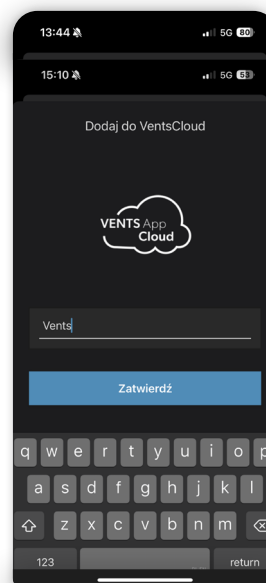 13:44 5G 80
15:10 5G 53
Dodaj do VentsCloud
VENTS App
Cloud
Vents
Zatwierdź
q w e r t y u i o p
a s d f g h j k l
z x c v b n m
123 return